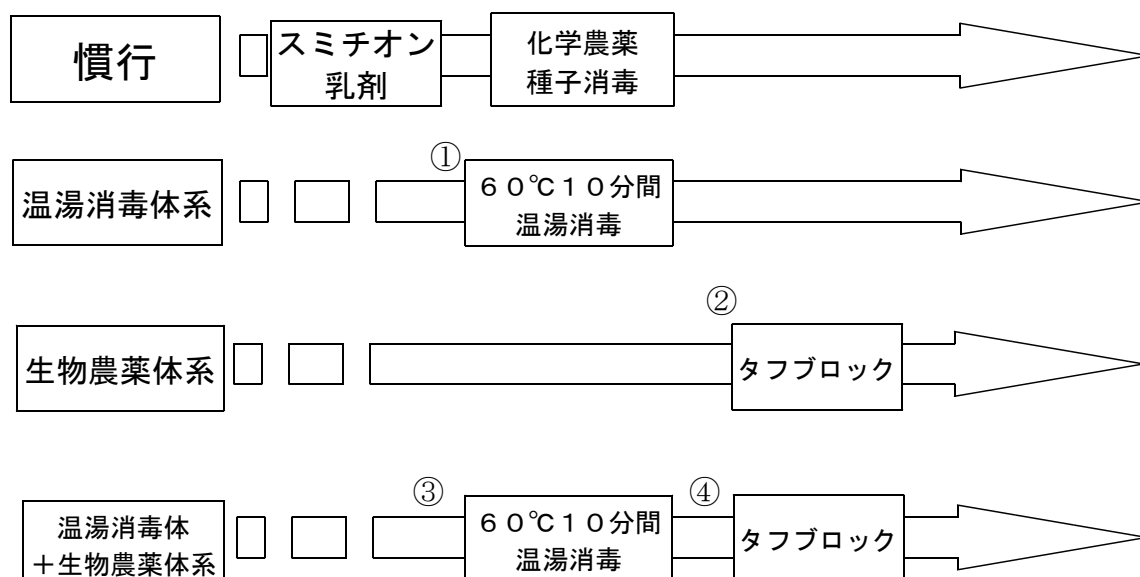 慣行
スミチオン
乳剤
化学農薬
種子消毒
①
温湯消毒体系
６０℃１０分間
温湯消毒
②
生物農薬体系
タフブロック
③
④
温湯消毒体
＋生物農薬体系
６０℃１０分間
温湯消毒
タフブロック